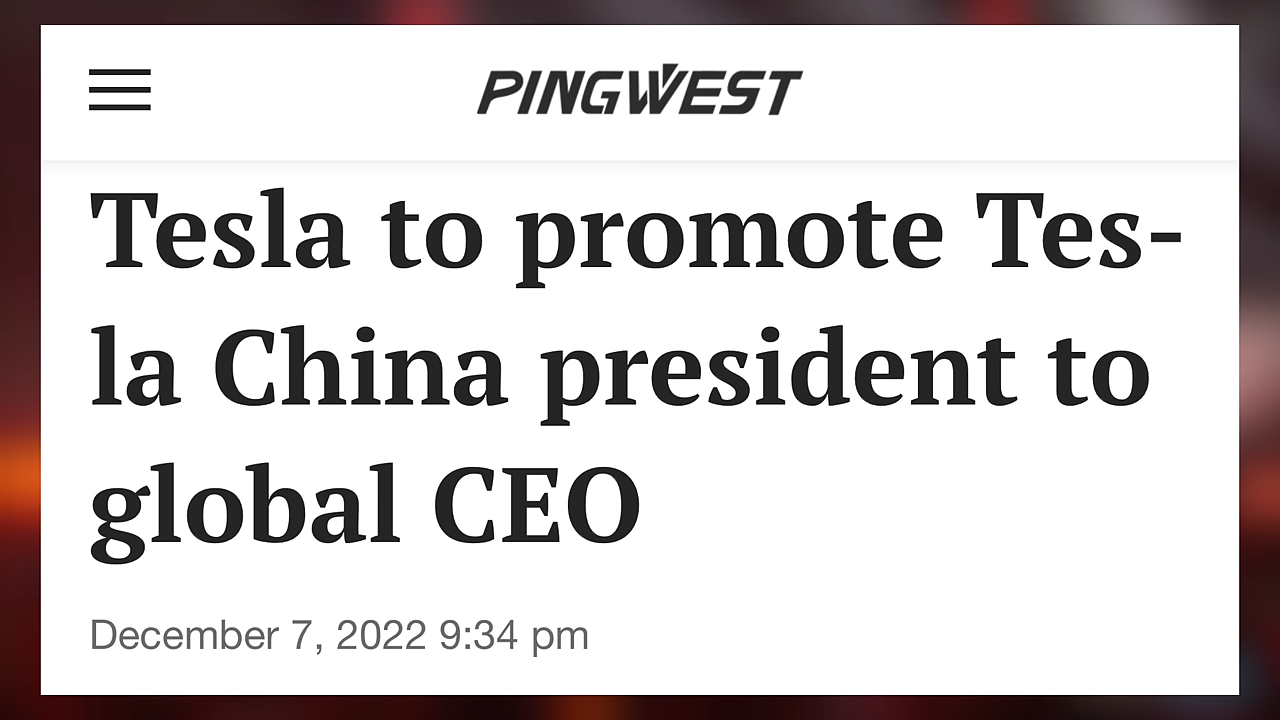 PINGWEST
Tesla to promote Tes-
la China president to
global CEO
December 7, 2022 9:34 pm